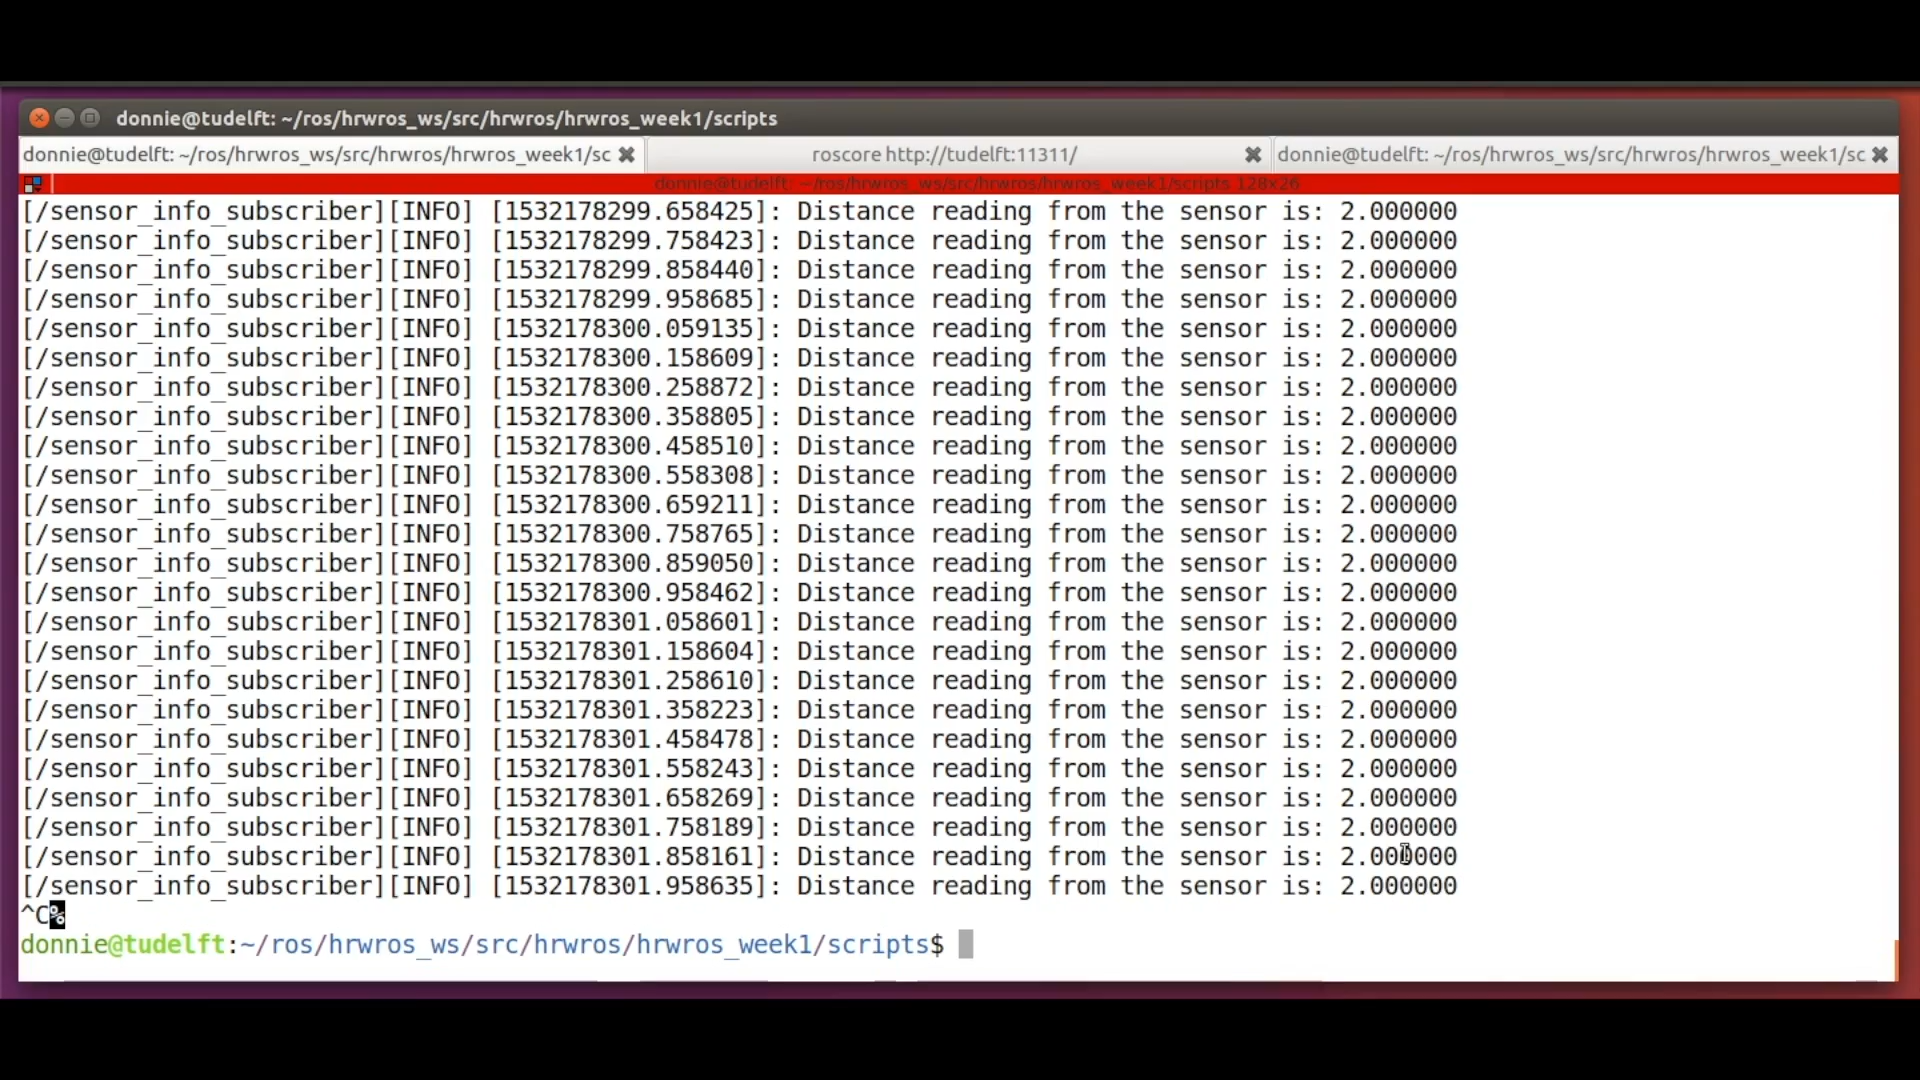 donnie@tudelft: ~/ros/hrwros_ws/src/hrwros/hrwros_week1/scripts
donnie@tudelft: ~/ros/hrwros_ws/src/hrwros/hrwros_week1/sc
roscore http://tudelft:11311/
donnie@tudelft: ~/ros/hrwros_ws/src/hrwros/hrwros_week1/sc
donnie@tudelft: ~/ros/hrwros_ws/src/hrwros/hrwros_week1/scripts 128x26
[/sensor_info_subscriber][INFO] [1532178299.658425]: Distance reading from the sensor is: 2.000000
[/sensor_info_subscriber][INFO] [1532178299.758423]: Distance reading from the sensor is: 2.000000
[/sensor_info_subscriber][INFO] [1532178299.858440]: Distance reading from the sensor is: 2.000000
[/sensor_info_subscriber][INFO] [1532178299.958685]: Distance reading from the sensor is: 2.000000
[/sensor_info_subscriber][INFO] [1532178300.059135]: Distance reading from the sensor is: 2.000000
[/sensor_info_subscriber][INFO] [1532178300.158609]: Distance reading from the sensor is: 2.000000
[/sensor_info_subscriber][INFO] [1532178300.258872]: Distance reading from the sensor is: 2.000000
[/sensor_info_subscriber][INFO] [1532178300.358805]: Distance reading from the sensor is: 2.000000
[/sensor_info_subscriber][INFO] [1532178300.458510]: Distance reading from the sensor is: 2.000000
[/sensor_info_subscriber][INFO] [1532178300.558308]: Distance reading from the sensor is: 2.000000
[/sensor_info_subscriber][INFO] [1532178300.659211]: Distance reading from the sensor is: 2.000000
[/sensor_info_subscriber][INFO] [1532178300.758765]: Distance reading from the sensor is: 2.000000
[/sensor_info_subscriber][INFO] [1532178300.859050]: Distance reading from the sensor is: 2.000000
[/sensor_info_subscriber][INFO] [1532178300.958462]: Distance reading from the sensor is: 2.000000
[/sensor_info_subscriber][INFO] [1532178301.058601]: Distance reading from the sensor is: 2.000000
[/sensor_info_subscriber][INFO] [1532178301.158604]: Distance reading from the sensor is: 2.000000
[/sensor_info_subscriber][INFO] [1532178301.258610]: Distance reading from the sensor is: 2.000000
[/sensor_info_subscriber][INFO] [1532178301.358223]: Distance reading from the sensor is: 2.000000
[/sensor_info_subscriber][INFO] [1532178301.458478]: Distance reading from the sensor is: 2.000000
[/sensor_info_subscriber][INFO] [1532178301.558243]: Distance reading from the sensor is: 2.000000
[/sensor_info_subscriber][INFO] [1532178301.658269]: Distance reading from the sensor is: 2.000000
[/sensor_info_subscriber][INFO] [1532178301.758189]: Distance reading from the sensor is: 2.000000
[/sensor_info_subscriber][INFO] [1532178301.858161]: Distance reading from the sensor is: 2.000000
[/sensor_info_subscriber][INFO] [1532178301.958635]: Distance reading from the sensor is: 2.000000
^C%
donnie@tudelft:~/ros/hrwros_ws/src/hrwros/hrwros_week1/scripts$